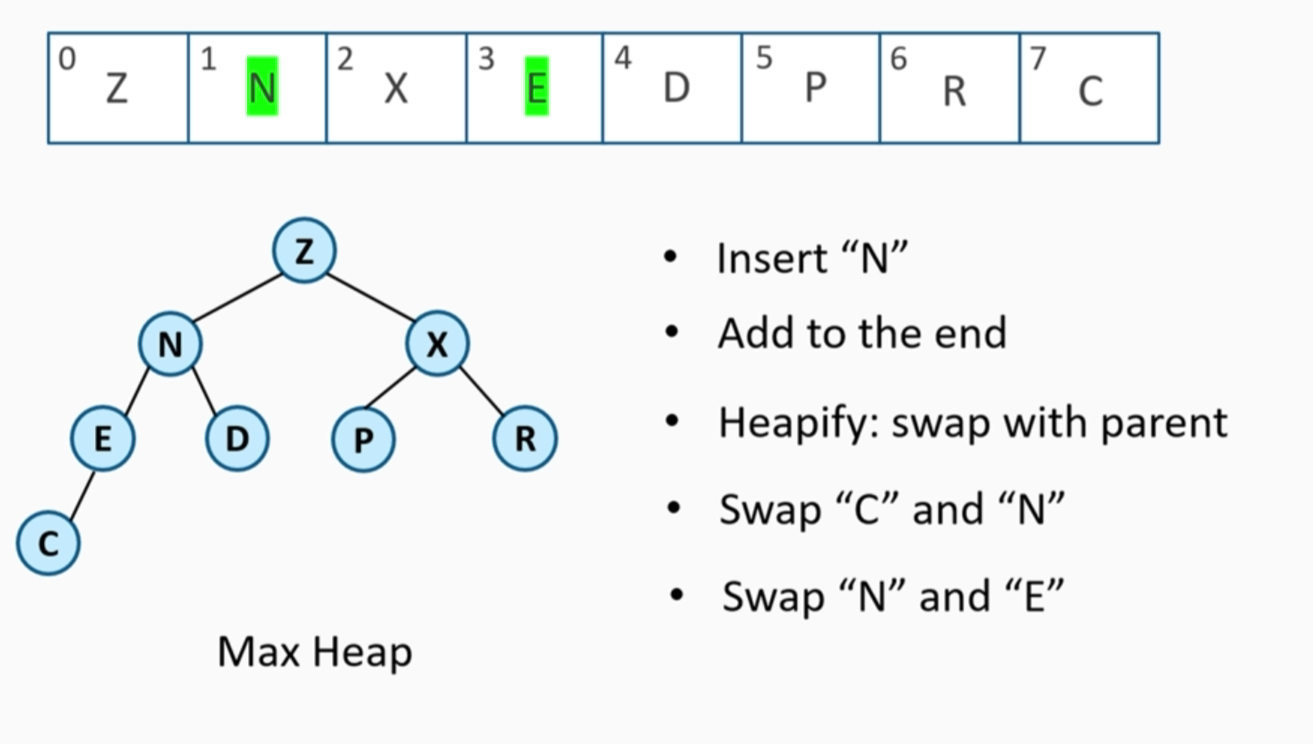 0 Z 1 N 2 X 3 E 4 D 5 P 6 R 7 C
Z
N X
E D P R
C
Max Heap
• Insert “N”
• Add to the end
• Heapify: swap with parent
• Swap “C” and “N”
• Swap “N” and “E”